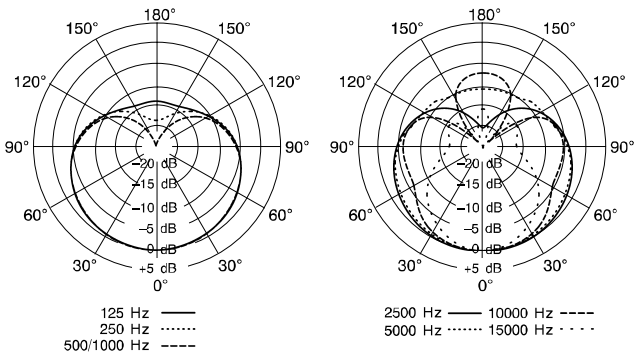 180° 180°
150° 150° 150° 150°
120° 120° 120° 120°
90° 90° 90° 90°
–20 dB –20 dB
–15 dB –15 dB
60° 60° 60° 60°
–10 dB –10 dB
–5 dB –5 dB
0 dB 0 dB
30° 30° 30° 30°
+5 dB +5 dB
0° 0°
125 Hz 2500 Hz 10000 Hz
250 Hz 5000 Hz 15000 Hz
500/1000 Hz